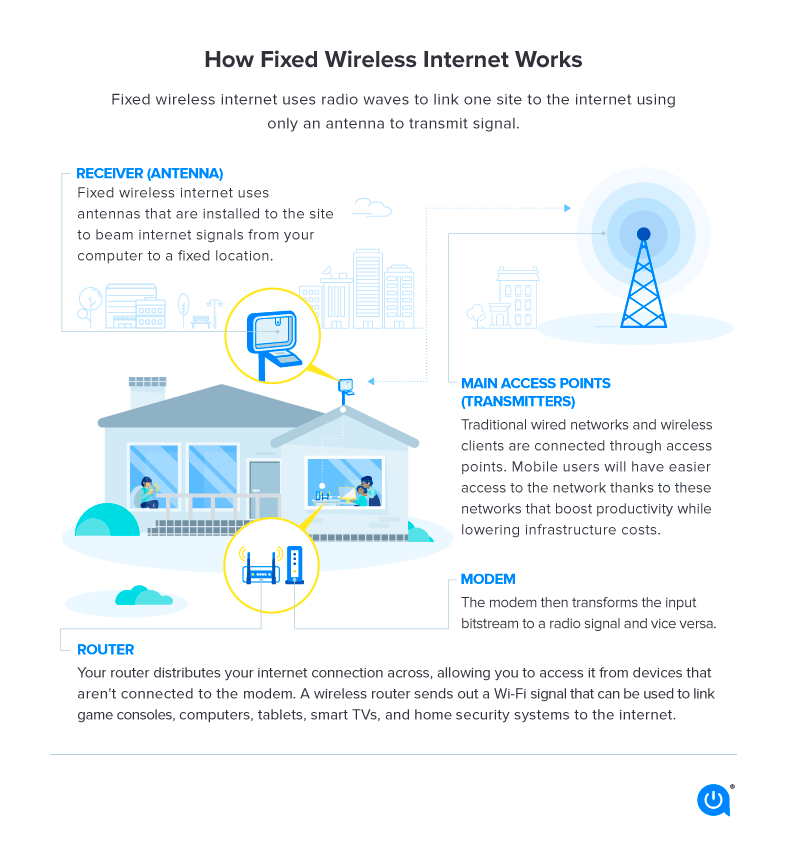 How Fixed Wireless Internet Works
Fixed wireless internet uses radio waves to link one site to the internet using
only an antenna to transmit signal.
RECEIVER (ANTENNA)
Fixed wireless internet uses
antennas that are installed to the site
to beam internet signals from your
computer to a fixed location.
MAIN ACCESS POINTS
(TRANSMITTERS)
Traditional wired networks and wireless
clients are connected through access
points. Mobile users will have easier
access to the network thanks to these
networks that boost productivity while
lowering infrastructure costs.
MODEM
The modem then transforms the input
bitstream to a radio signal and vice versa.
ROUTER
Your router distributes your internet connection across, allowing you to access it from devices that
aren't connected to the modem. A wireless router sends out a Wi-Fi signal that can be used to link
game consoles, computers, tablets, smart TVs, and home security systems to the internet.
®